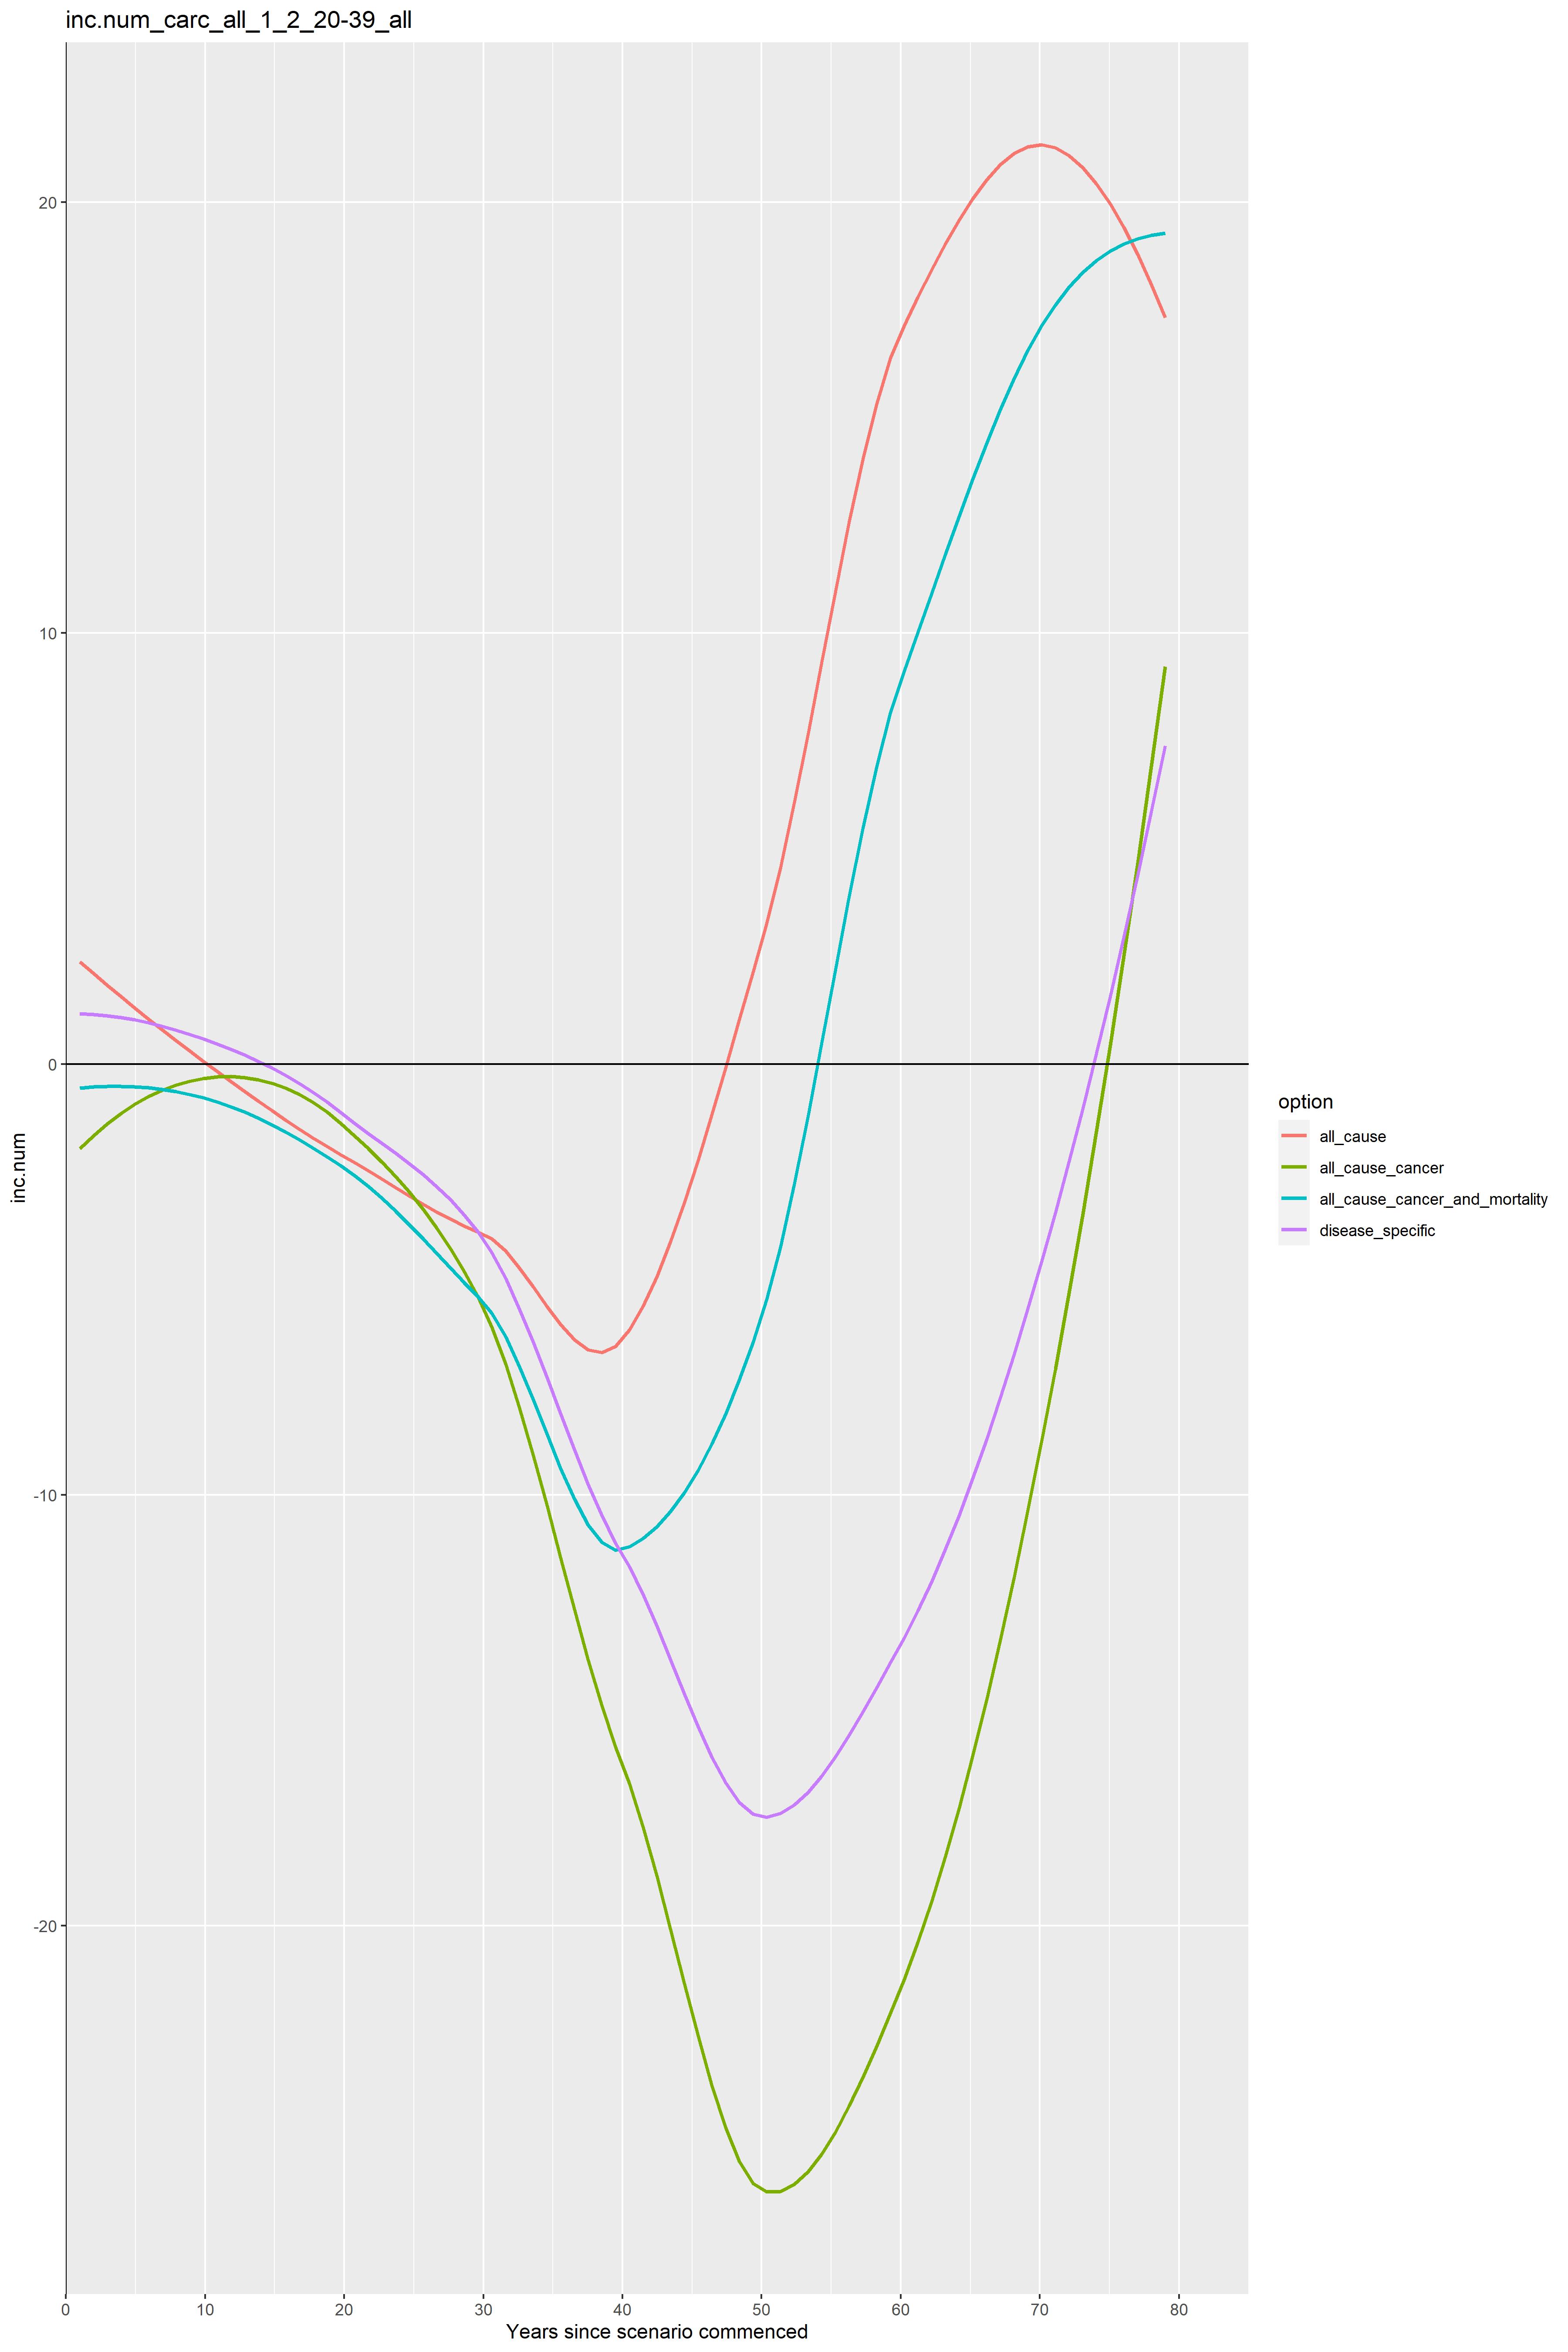 inc.num_carc_all_1_2_20-39_all
20
10
0
-10
-20
inc.num
0
10
20
30
40
50
60
70
80
Years since scenario commenced
option
all_cause
all_cause_cancer
all_cause_cancer_and_mortality
disease_specific